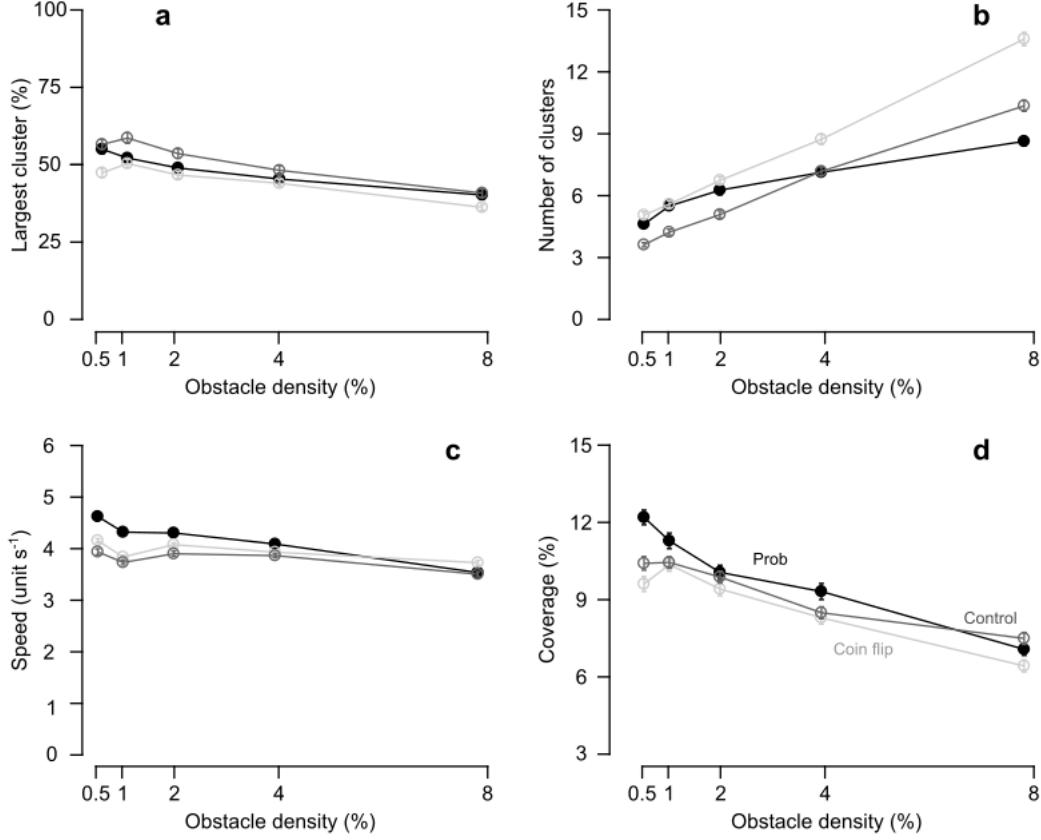 a
Largest cluster (%)
100
75
50
25
0
0.5 1 2 4 8
Obstacle density (%)
b
Number of clusters
15
12
9
6
3
0
0.5 1 2 4 8
Obstacle density (%)
c
Speed (unit s⁻¹)
6
5
4
3
2
1
0
0.5 1 2 4 8
Obstacle density (%)
d
Coverage (%)
15
12
9
6
3
Prob
Control
Coin flip
0.5 1 2 4 8
Obstacle density (%)